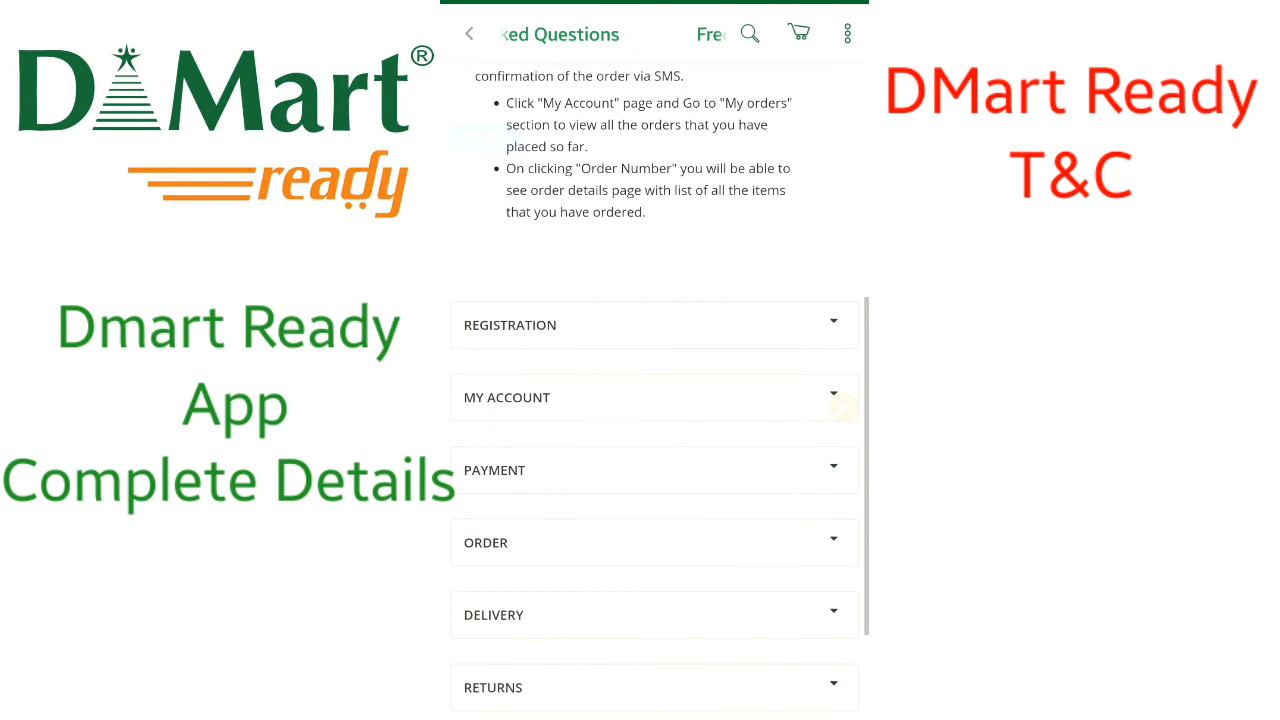 DMart®
ready
Dmart Ready
App
Complete Details
ked Questions Fre
confirmation of the order via SMS.
• Click "My Account" page and Go to "My orders"
section to view all the orders that you have
placed so far.
• On clicking "Order Number" you will be able to
see order details page with list of all the items
that you have ordered.
REGISTRATION
MY ACCOUNT
PAYMENT
ORDER
DELIVERY
RETURNS
DMart Ready
T&C